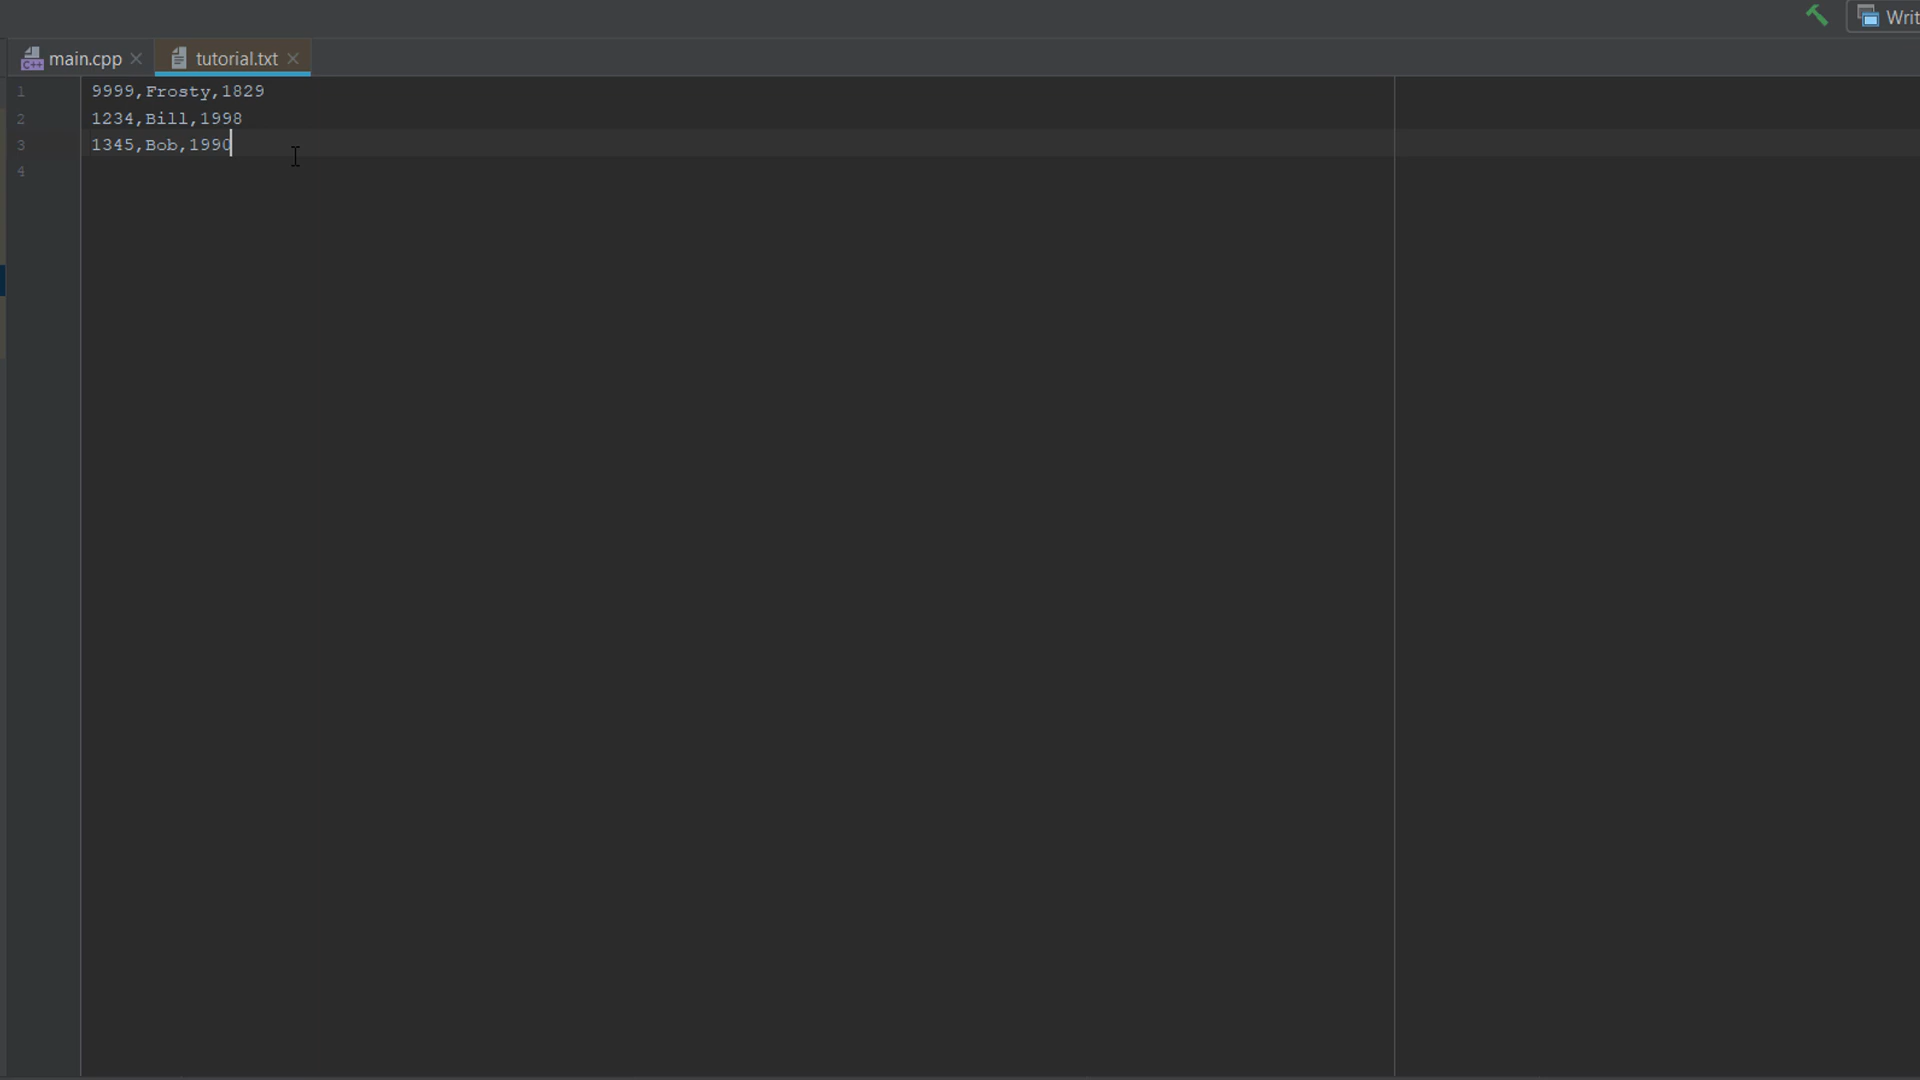 Writ
main.cpp tutorial.txt
1 9999,Frosty,1829
2 1234,Bill,1998
3 1345,Bob,1990
4